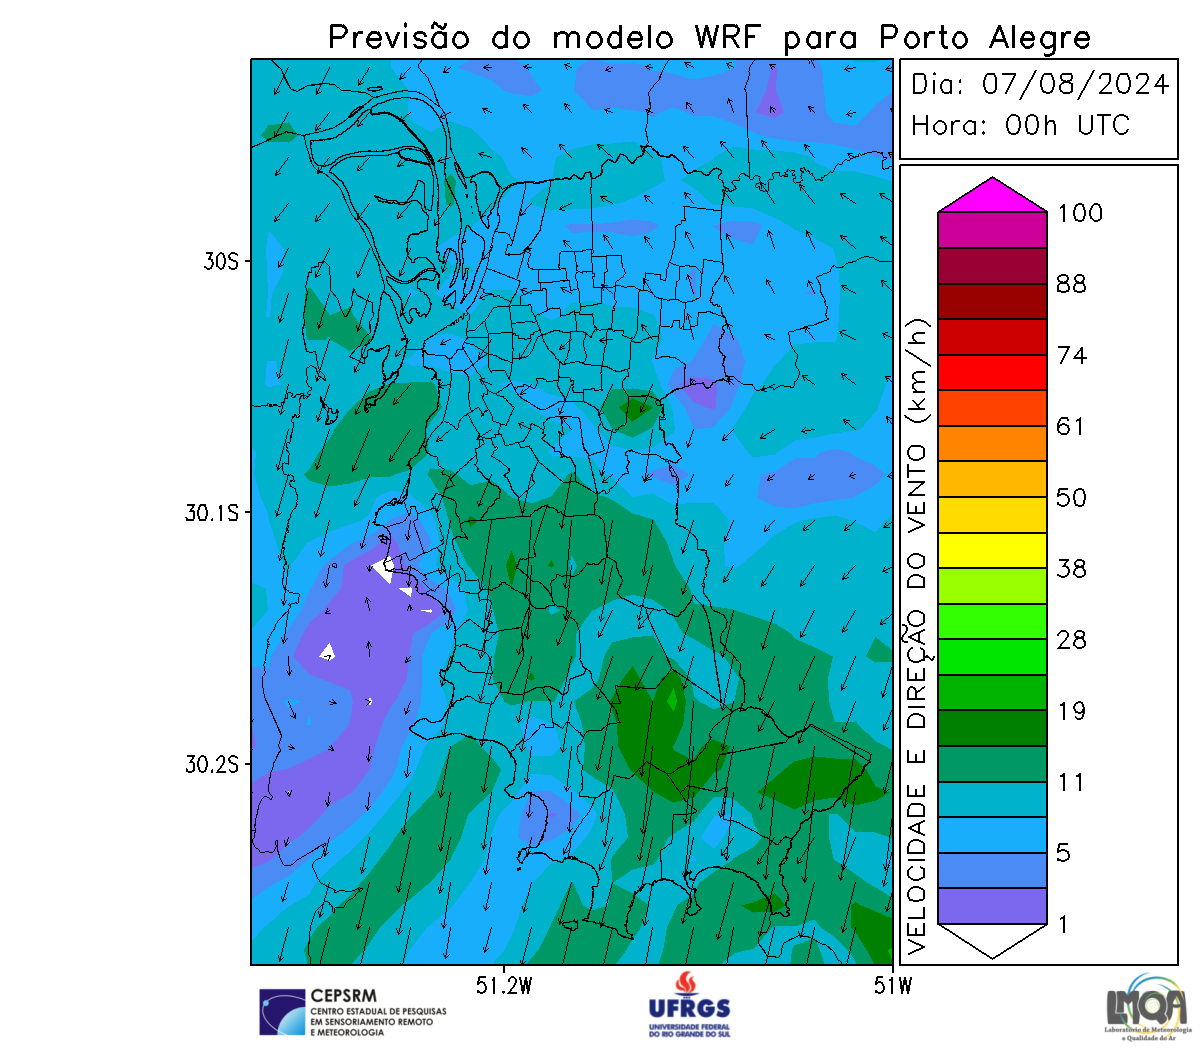 Previsão do modelo WRF para Porto Alegre
Dia: 07/08/2024
Hora: 00h UTC
100
88
74
61
50
38
28
19
11
5
1
VELOCIDADE E DIREÇÃO DO VENTO (km/h)
30S
30.1S
30.2S
51.2W
51W
CEPSRM
CENTRO ESTADUAL DE PESQUISAS
EM SENSORIAMENTO REMOTO
E METEOROLOGIA
UFRGS
UNIVERSIDADE FEDERAL
DO RIO GRANDE DO SUL
LMQA
Laboratório de Meteorologia
e Qualidade do Ar